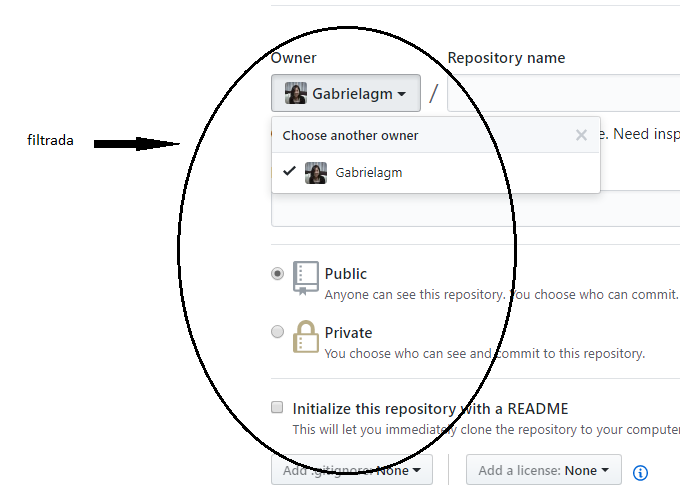 Owner
Repository name
Gabrielagm
/
filtrada
Choose another owner
e. Need insp
Gabrielagm
Public
Anyone can see this repository. You choose who can commit.
Private
You choose who can see and commit to this repository.
Initialize this repository with a README
This will let you immediately clone the repository to your computer
Add .gitignore: None
Add a license: None